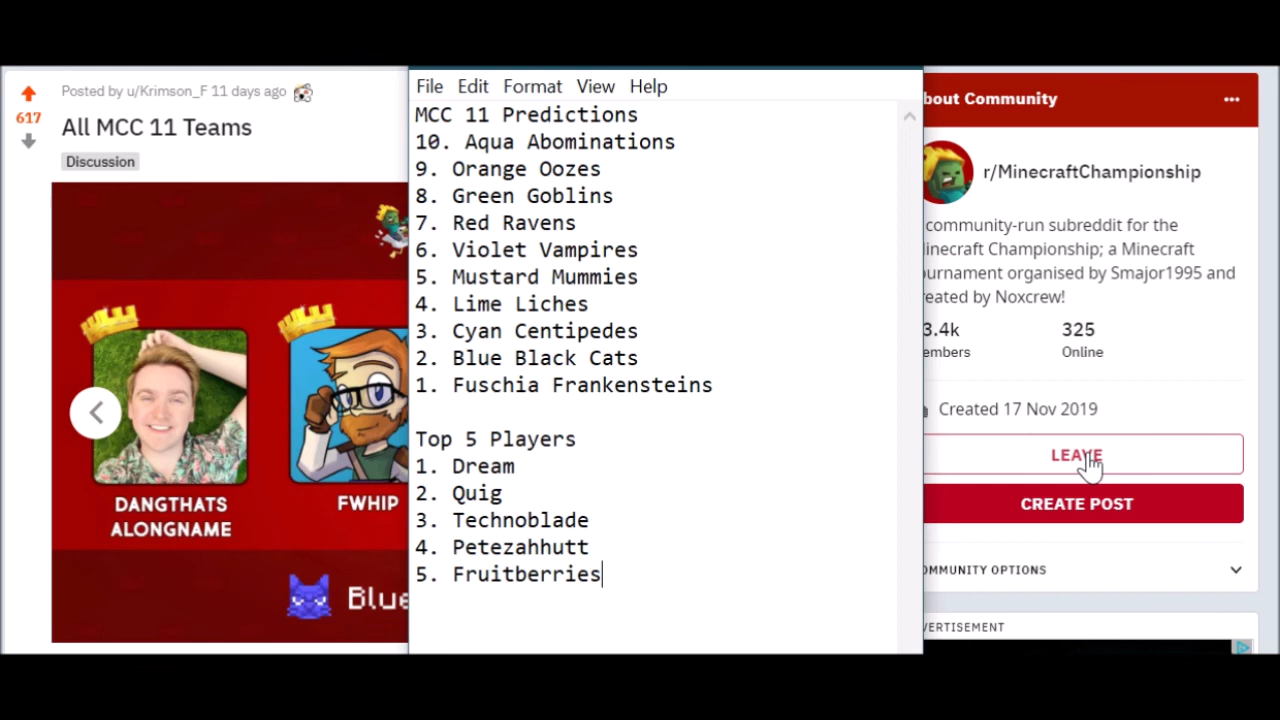 Posted by u/Krimson_F 11 days ago
617
All MCC 11 Teams
Discussion
DANGTHATS
ALONGNAME
FWHIP
Blue
File Edit Format View Help
MCC 11 Predictions
10. Aqua Abominations
9. Orange Oozes
8. Green Goblins
7. Red Ravens
6. Violet Vampires
5. Mustard Mummies
4. Lime Liches
3. Cyan Centipedes
2. Blue Black Cats
1. Fuschia Frankensteins
Top 5 Players
1. Dream
2. Quig
3. Technoblade
4. Petezahhutt
5. Fruitberries
bout Community
r/MinecraftChampionship
community-run subreddit for the
inecraft Championship; a Minecraft
ournament organised by Smajor1995 and
reated by Noxcrew!
3.4k 325
embers Online
Created 17 Nov 2019
LEAVE
CREATE POST
OMMUNITY OPTIONS
VERTISEMENT